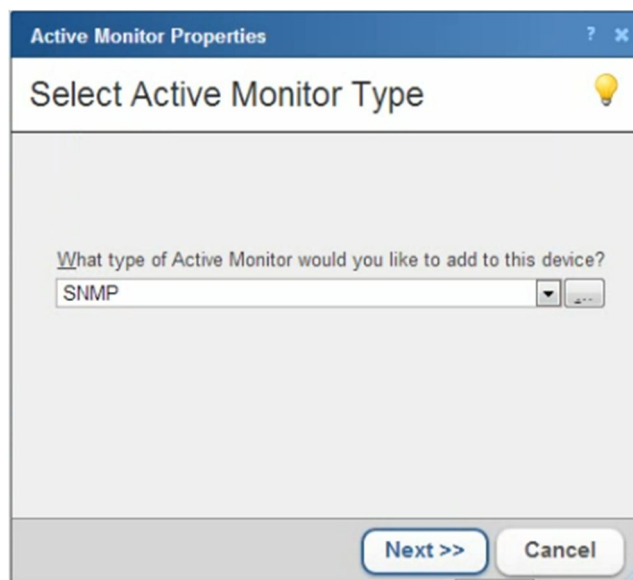 Active Monitor Properties
Select Active Monitor Type
What type of Active Monitor would you like to add to this device?
SNMP
...
Next >>
Cancel